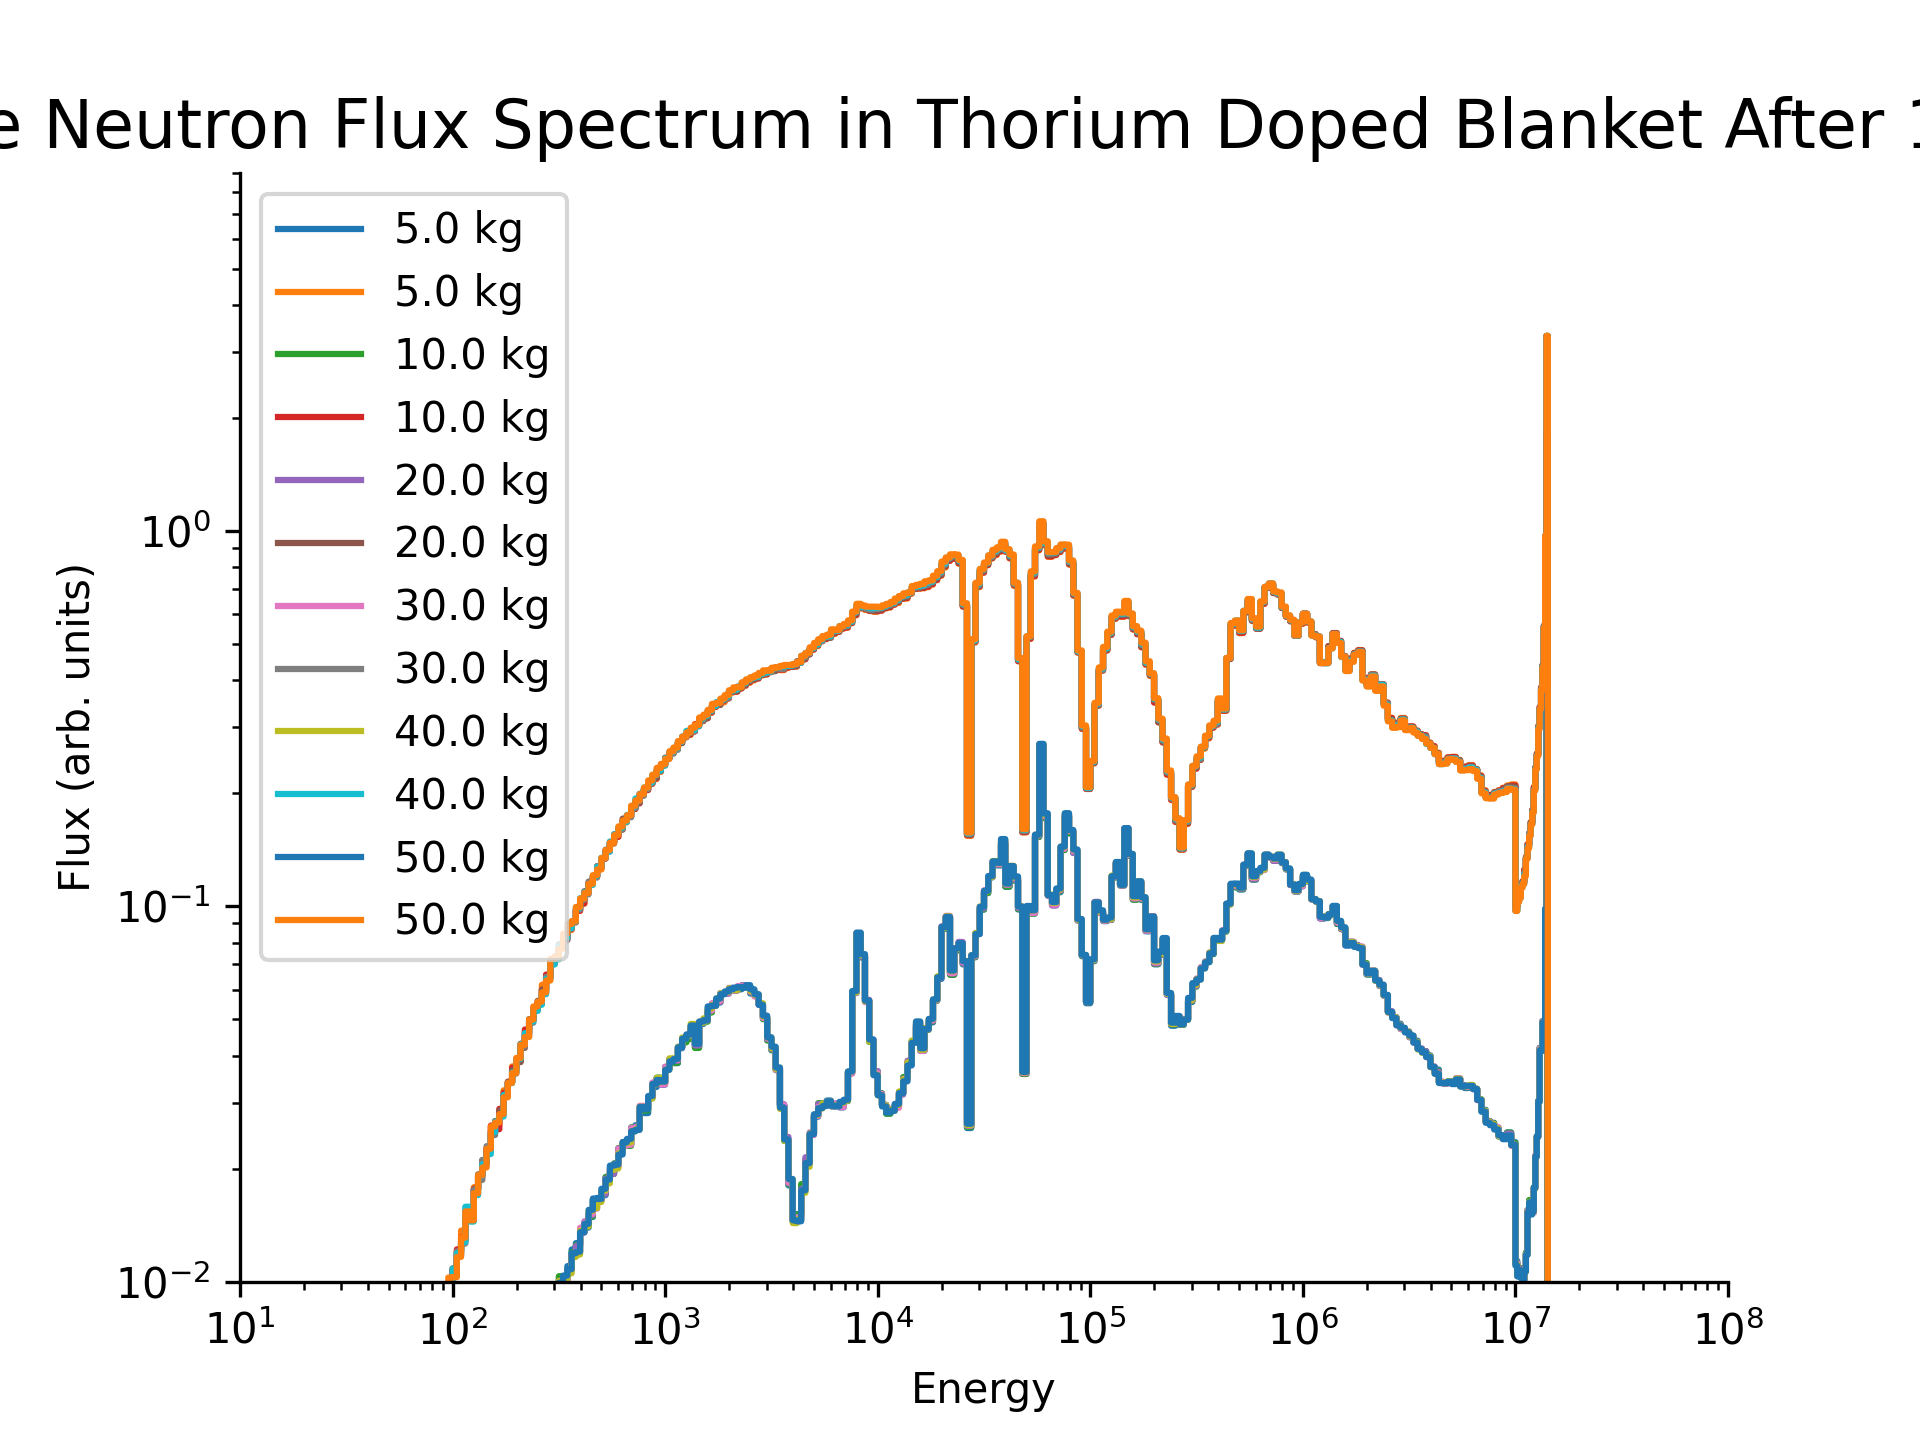 e Neutron Flux Spectrum in Thorium Doped Blanket After 1
5.0 kg
5.0 kg
10.0 kg
10.0 kg
20.0 kg
20.0 kg
30.0 kg
30.0 kg
40.0 kg
40.0 kg
50.0 kg
50.0 kg
Flux (arb. units)
10⁰
10⁻¹
10⁻²
10¹ 10² 10³ 10⁴ 10⁵ 10⁶ 10⁷ 10⁸
Energy